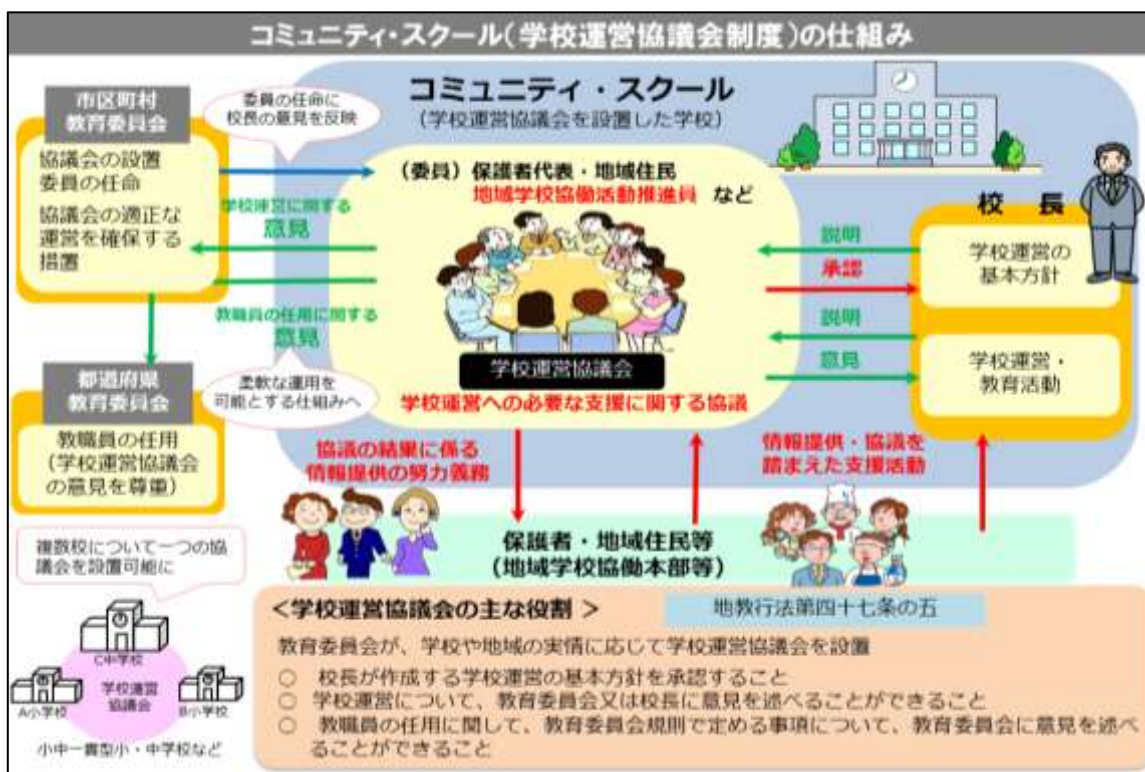 コミュニティ・スクール(学校運営協議会制度)の仕組み
市区町村
教育委員会
協議会の設置
委員の任命
協議会の適正な
運営を確保する
措置
委員の任命に
校長の意見を反映
学校運営に関する
意見
教職員の任用に関する
意見
柔軟な運用を
可能とする仕組みへ
都道府県
教育委員会
教職員の任用
(学校運営協議会
の意見を尊重)
コミュニティ・スクール
(学校運営協議会を設置した学校)
(委員)保護者代表・地域住民
地域学校協働活動推進員 など
学校運営協議会
学校運営への必要な支援に関する協議
説明
承認
説明
意見
校 長
学校運営の
基本方針
学校運営・
教育活動
協議の結果に係る
情報提供の努力義務
情報提供・協議を
踏まえた支援活動
保護者・地域住民等
(地域学校協働本部等)
複数校について一つの協
議会を設置可能に
C中学校
学校運営
協議会
A小学校
B小学校
小中一貫型小・中学校など
<学校運営協議会の主な役割 >
地教行法第四十七条の五
教育委員会が、学校や地域の実情に応じて学校運営協議会を設置
○ 校長が作成する学校運営の基本方針を承認すること
○ 学校運営について、教育委員会又は校長に意見を述べることができること
○ 教職員の任用に関して、教育委員会規則で定める事項について、教育委員会に意見を述べ
ることができること